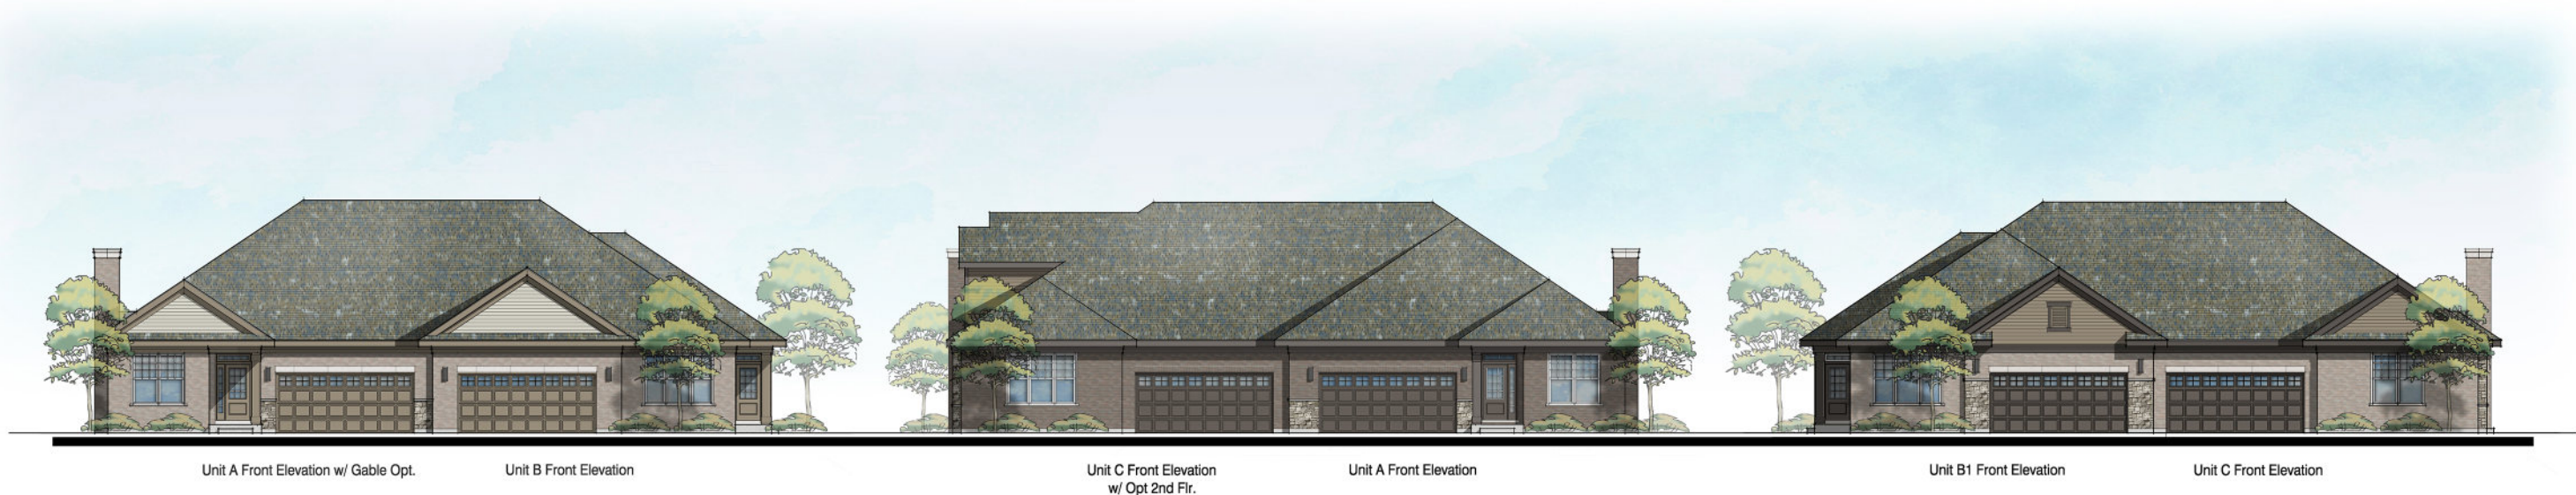 Unit A Front Elevation w/ Gable Opt.
Unit B Front Elevation
Unit C Front Elevation
w/ Opt 2nd Flr.
Unit A Front Elevation
Unit B1 Front Elevation
Unit C Front Elevation